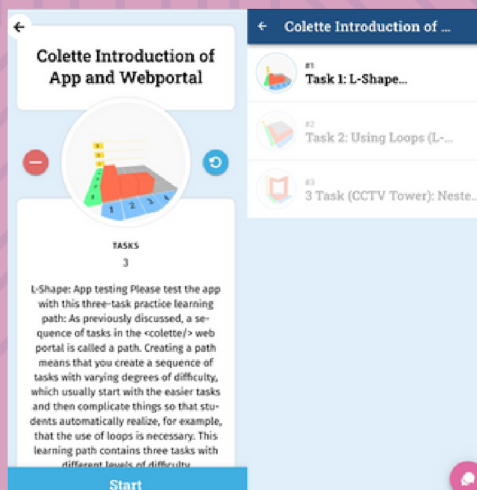 Colette Introduction of
App and Webportal
TASKS
3
L-Shape: App testing Please test the app
with this three-task practice learning
path: As previously discussed, a se-
quence of tasks in the <colette/> web
portal is called a path. Creating a path
means that you create a sequence of
tasks with varying degrees of difficulty,
which usually start with the easier tasks
and then complicate things so that stu-
dents automatically realize, for example,
that the use of loops is necessary. This
learning path contains three tasks with
different levels of difficulty
Start
Colette Introduction of ...
#1
Task 1: L-Shape...
#2
Task 2: Using Loops (L-...
#3
3 Task (CCTV Tower): Neste...